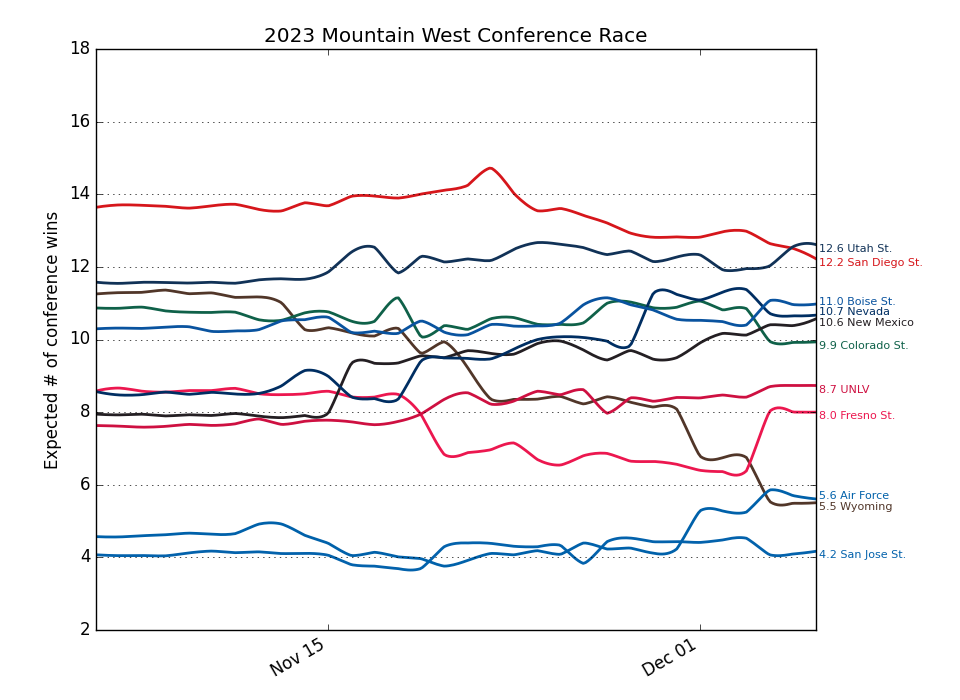 2023 Mountain West Conference Race
Expected # of conference wins
18
16
14
12
10
8
6
4
2
Nov 15
Dec 01
12.6 Utah St.
12.2 San Diego St.
11.0 Boise St.
10.7 Nevada
10.6 New Mexico
9.9 Colorado St.
8.7 UNLV
8.0 Fresno St.
5.6 Air Force
5.5 Wyoming
4.2 San Jose St.